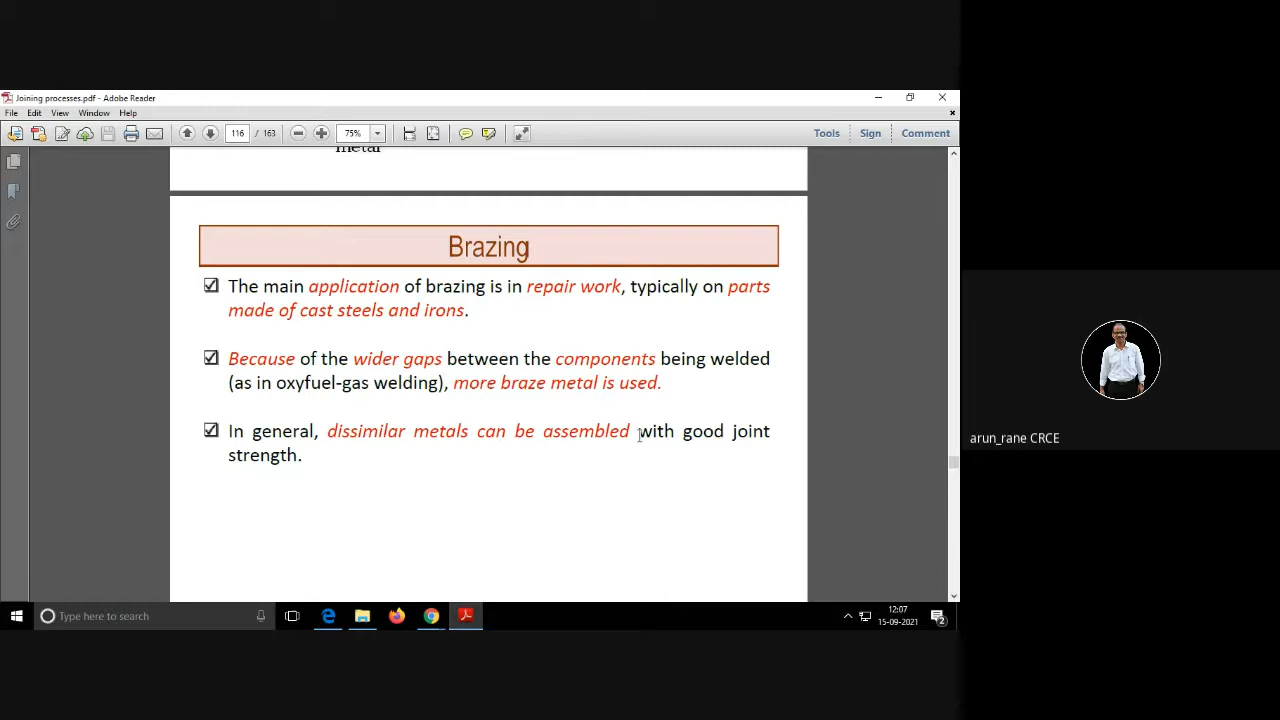 Joining processes.pdf - Adobe Reader
File Edit View Window Help
116 / 163 75% Tools Sign Comment
metal
Brazing
The main application of brazing is in repair work, typically on parts
made of cast steels and irons.
Because of the wider gaps between the components being welded
(as in oxyfuel-gas welding), more braze metal is used.
In general, dissimilar metals can be assembled with good joint
strength.
arun_rane CRCE
Type here to search
12:07
15-09-2021
2